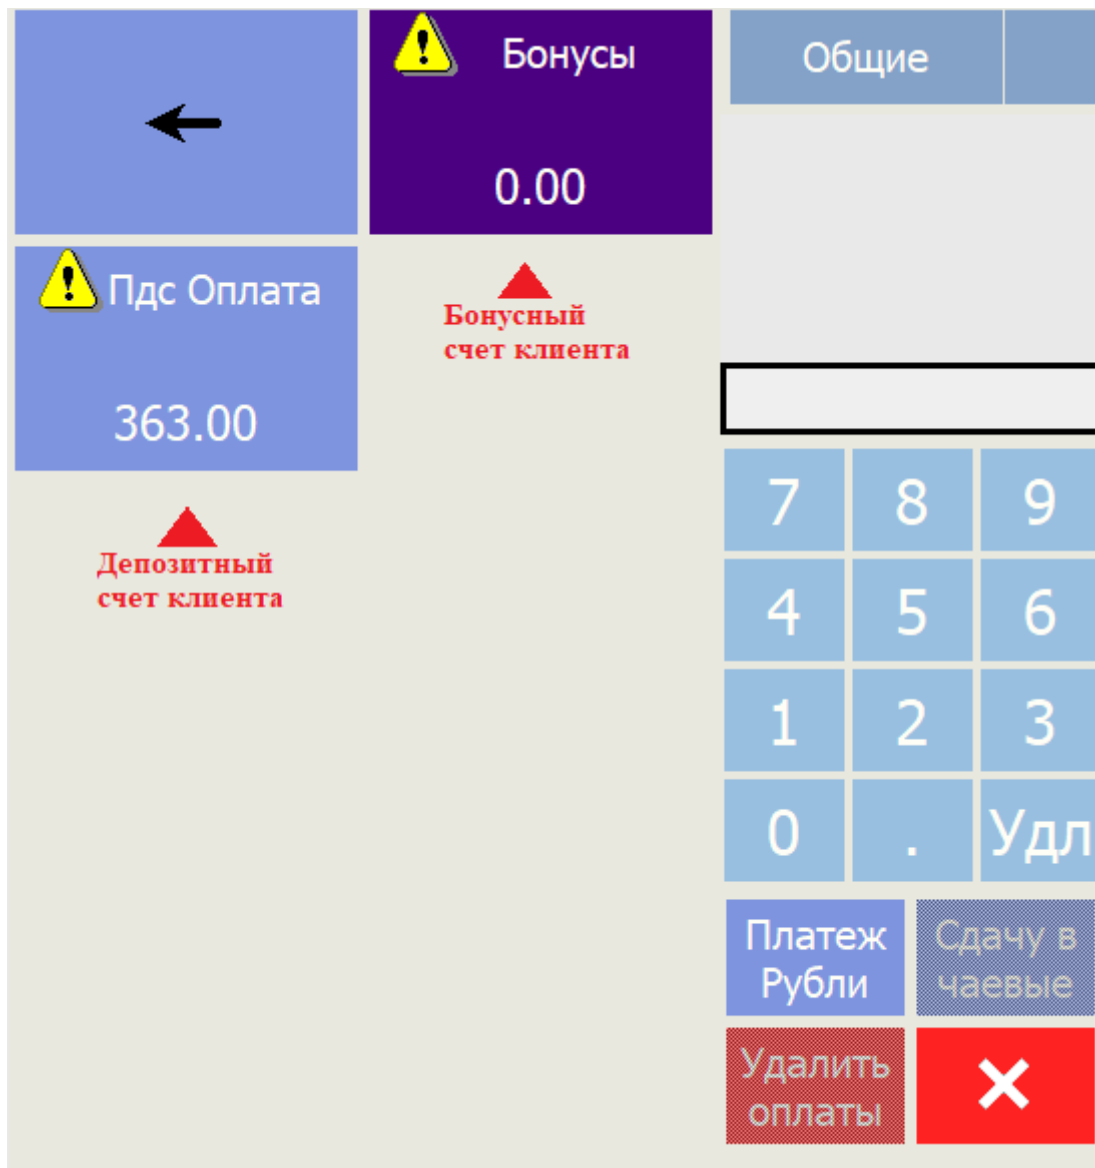 Бонусы
0.00
Пдс Оплата
363.00
Бонусный
счет клиента
Депозитный
счет клиента
Общие
7 8 9
4 5 6
1 2 3
0 . Удл
Платеж
Рубли
Сдачу в
чаевые
Удалить
оплаты